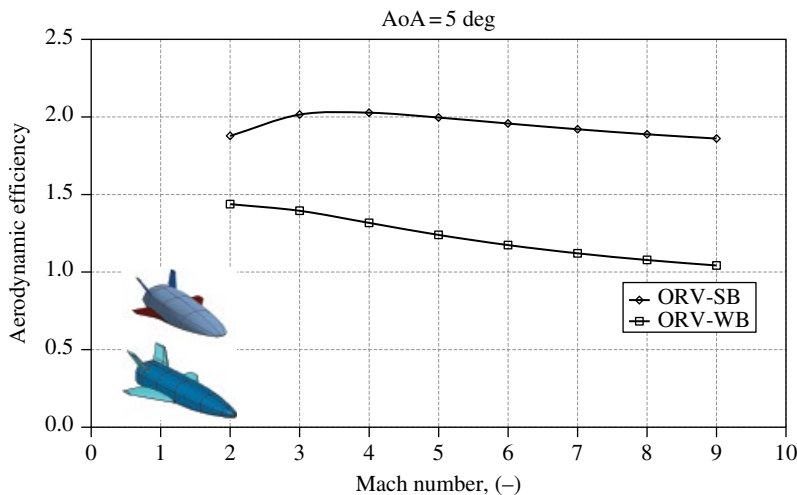 AoA = 5 deg
2.5
2.0
1.5
1.0
0.5
0.0
Aerodynamic efficiency
ORV-SB
ORV-WB
0 1 2 3 4 5 6 7 8 9 10
Mach number, (–)